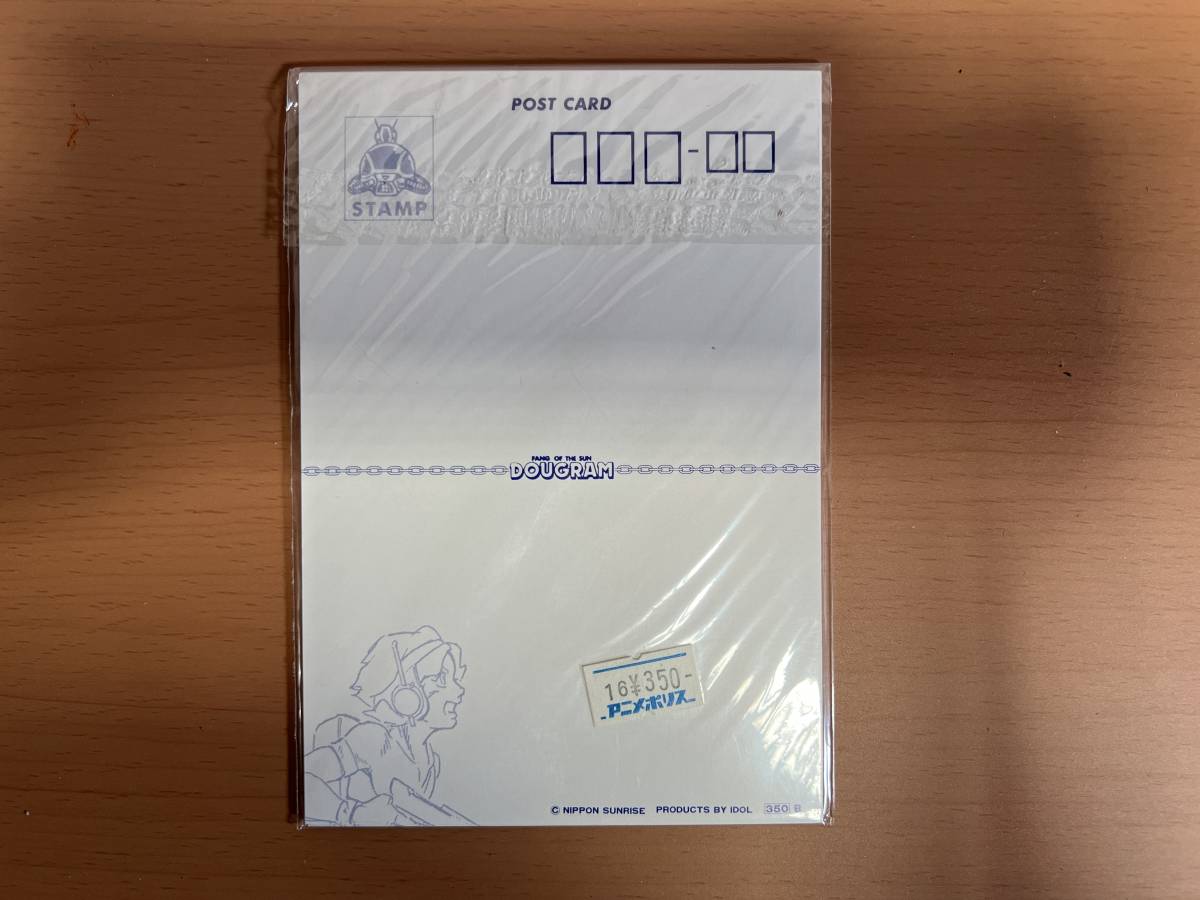 POST CARD
STAMP
FANG OF THE SUN
DOUGRAM
16¥350-
アニメポリス
© NIPPON SUNRISE PRODUCTS BY IDOL 350 B